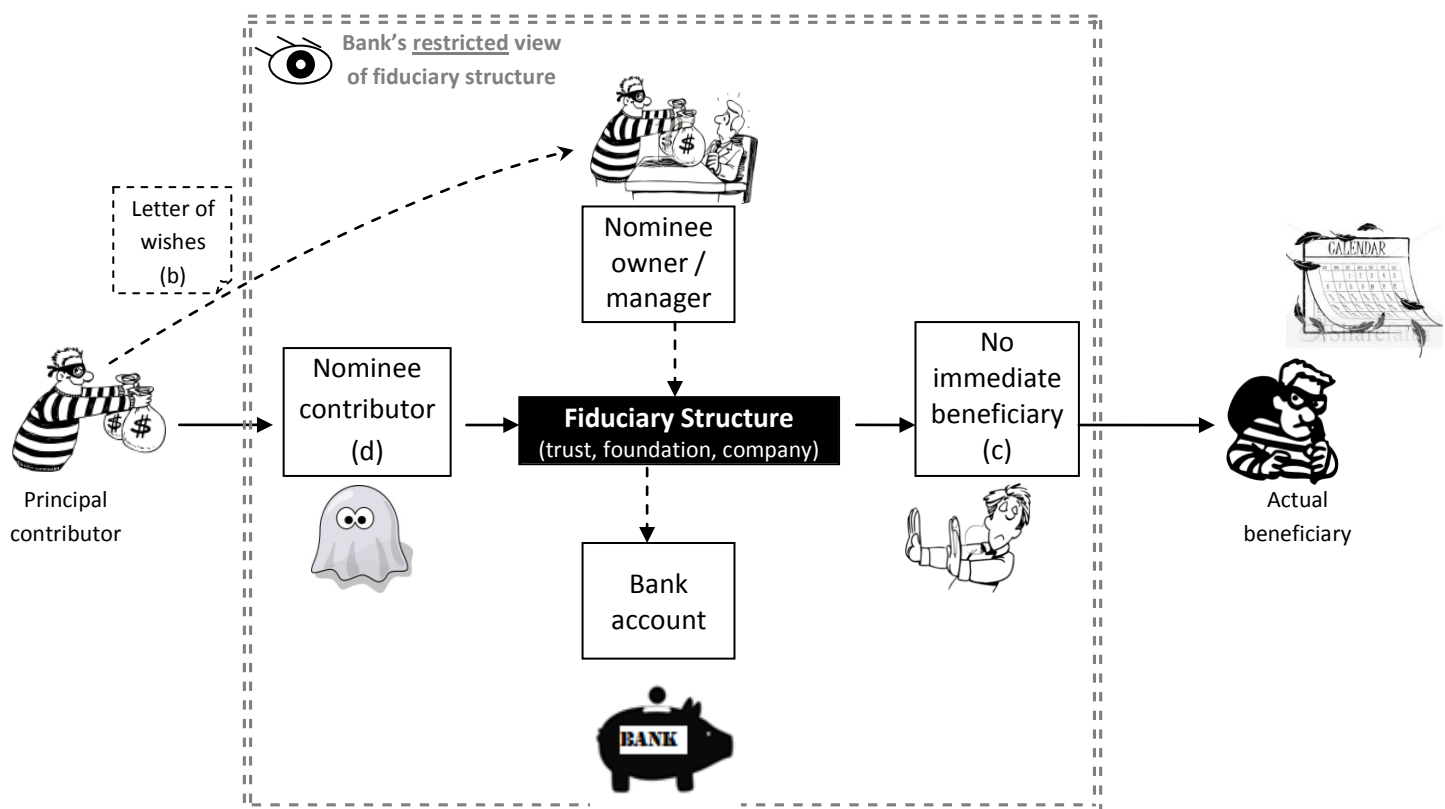 Bank's restricted view
of fiduciary structure
$
Letter of
wishes
(b)
Nominee
owner /
manager
CALENDAR
$
$
Principal
contributor
Nominee
contributor
(d)
Fiduciary Structure
(trust, foundation, company)
No
immediate
beneficiary
(c)
Actual
beneficiary
Bank
account
BANK